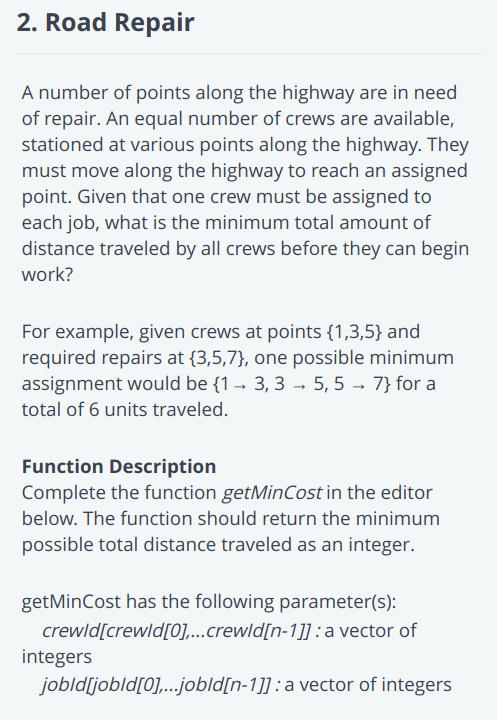 2. Road Repair
A number of points along the highway are in need
of repair. An equal number of crews are available,
stationed at various points along the highway. They
must move along the highway to reach an assigned
point. Given that one crew must be assigned to
each job, what is the minimum total amount of
distance traveled by all crews before they can begin
work?
For example, given crews at points {1,3,5} and
required repairs at {3,5,7}, one possible minimum
assignment would be {1→ 3, 3 → 5, 5 → 7} for a
total of 6 units traveled.
Function Description
Complete the function getMinCost in the editor
below. The function should return the minimum
possible total distance traveled as an integer.
getMinCost has the following parameter(s):
crewId[crewId[0],...crewId[n-1]] : a vector of
integers
jobId[jobId[0],...jobId[n-1]] : a vector of integers